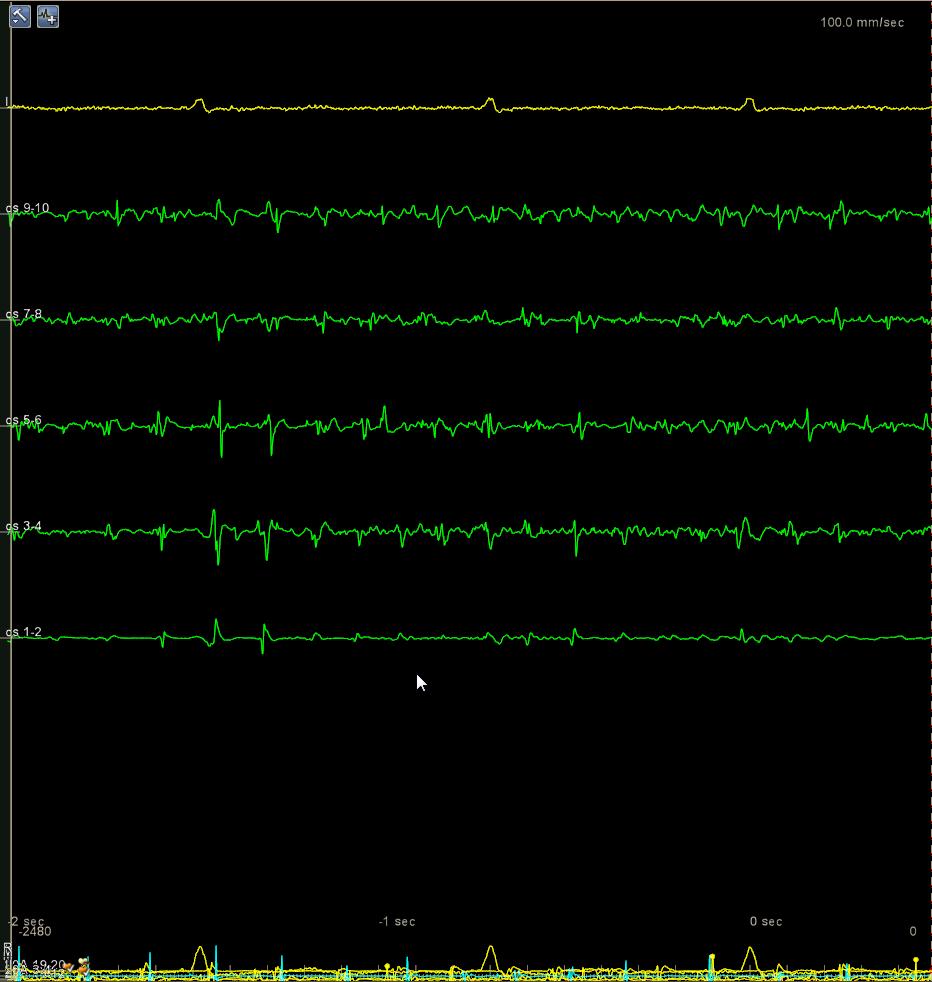 100.0 mm/sec
I
cs 9-10
cs 7-8
cs 5-6
cs 3-4
cs 1-2
-2 sec
-1 sec
0 sec
-2480
0